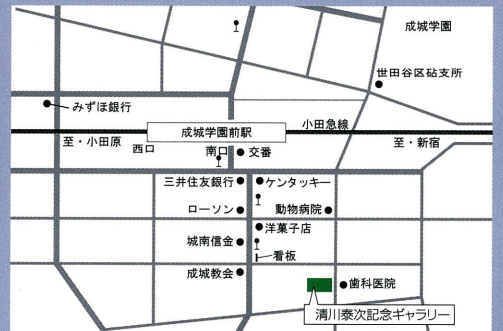 成城学園
世田谷区砧支所
みずほ銀行
成城学園前駅
小田急線
至・小田原
西口
南口
交番
至・新宿
三井住友銀行
ケンタッキー
ローソン
動物病院
洋菓子店
城南信金
看板
成城教会
歯科医院
清川泰次記念ギャラリー